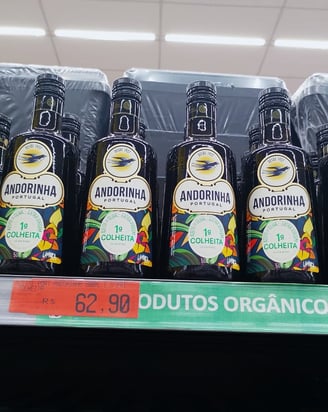 ANDORINHA
PORTUGAL
1ª
COLHEITA
ANDORINHA
PORTUGAL
1ª
COLHEITA
ANDORINHA
PORTUGAL
1ª
COLHEITA
ANDORINHA
PORTUGAL
1ª
COLHEITA
R$ 62,90
ODUTOS ORGÂNICO